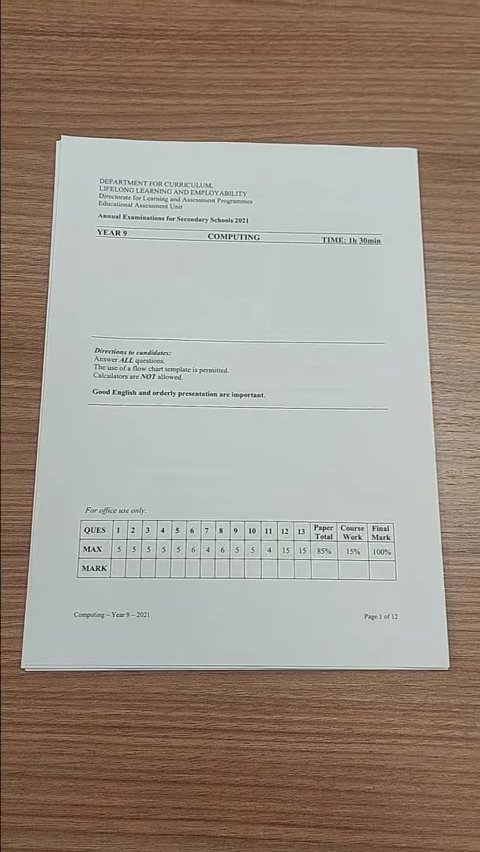 DEPARTMENT FOR CURRICULUM,
LIFELONG LEARNING AND EMPLOYABILITY
Directorate for Learning and Assessment Programmes
Educational Assessment Unit
Annual Examinations for Secondary Schools 2021
YEAR 9 COMPUTING TIME: 1h 30min
Directions to candidates:
Answer ALL questions.
The use of a flow chart template is permitted.
Calculators are NOT allowed.
Good English and orderly presentation are important.
For office use only:
QUES 1 2 3 4 5 6 7 8 9 10 11 12 13 Paper Total Course Work Final Mark
MAX 5 5 5 5 5 6 4 6 5 5 4 15 15 85% 15% 100%
MARK
Computing – Year 9 – 2021 Page 1 of 12